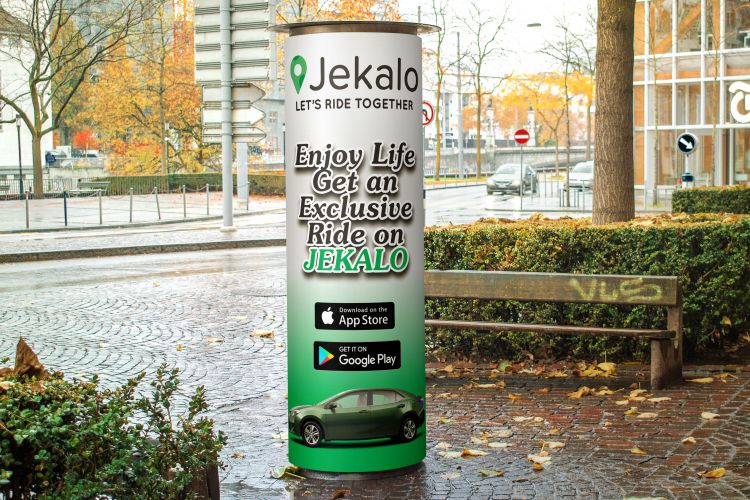 Jekalo
LET'S RIDE TOGETHER
Enjoy Life
Get an
Exclusive
Ride on
JEKALO
Download on the
App Store
GET IT ON
Google Play
VLS